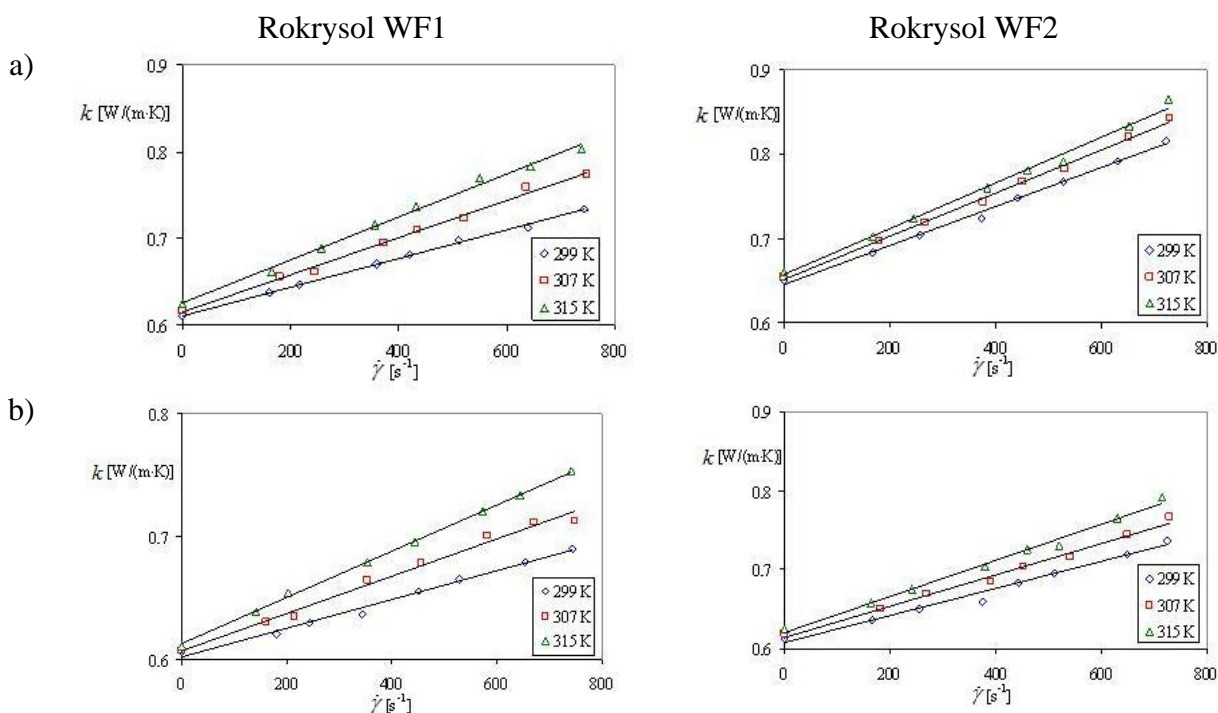 Rokrysol WF1
Rokrysol WF2
a)
0.9
k [W/(m·K)]
0.8
0.7
0.6
0
200
400
600
800
γ̇ [s⁻¹]
299 K
307 K
315 K
0.9
k [W/(m·K)]
0.8
0.7
0.6
0
200
400
600
800
γ̇ [s⁻¹]
299 K
307 K
315 K
b)
0.8
k [W/(m·K)]
0.7
0.6
0
200
400
600
800
γ̇ [s⁻¹]
299 K
307 K
315 K
0.9
k [W/(m·K)]
0.8
0.7
0.6
0
200
400
600
800
γ̇ [s⁻¹]
299 K
307 K
315 K